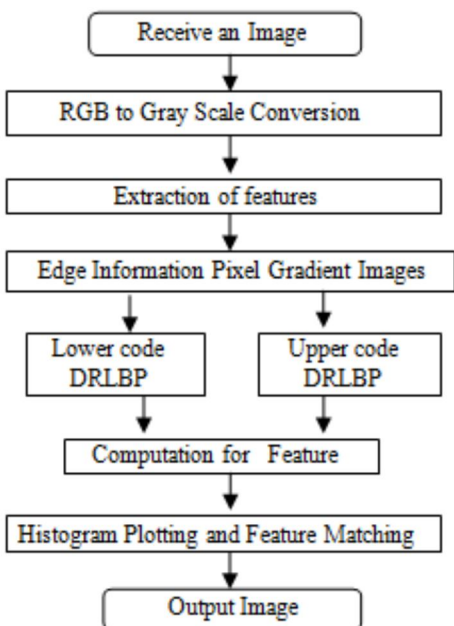 Receive an Image
RGB to Gray Scale Conversion
Extraction of features
Edge Information Pixel Gradient Images
Lower code
DRLBP
Upper code
DRLBP
Computation for Feature
Histogram Plotting and Feature Matching
Output Image